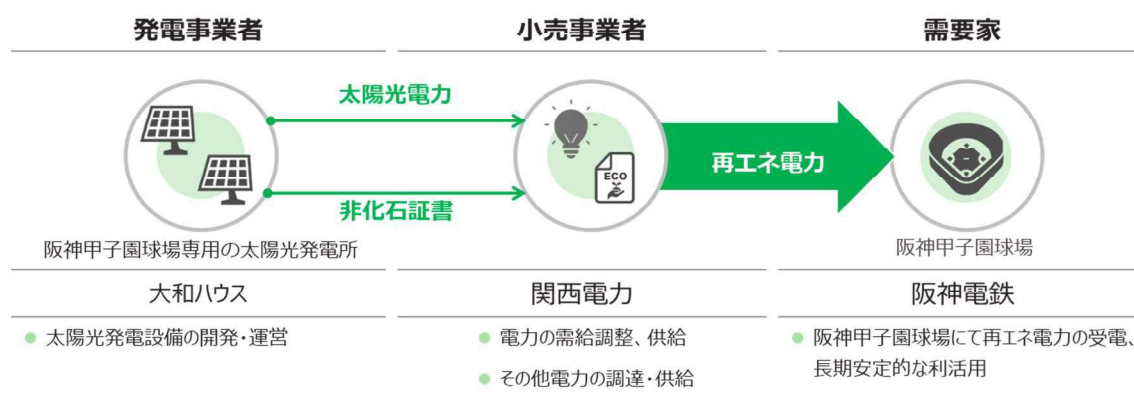 発電事業者
小売事業者
需要家
太陽光電力
非化石証書
ECO
再エネ電力
阪神甲子園球場専用の太陽光発電所
阪神甲子園球場
大和ハウス
関西電力
阪神電鉄
太陽光発電設備の開発・運営
電力の需給調整、供給
その他電力の調達・供給
阪神甲子園球場にて再エネ電力の受電、
長期安定的な利活用